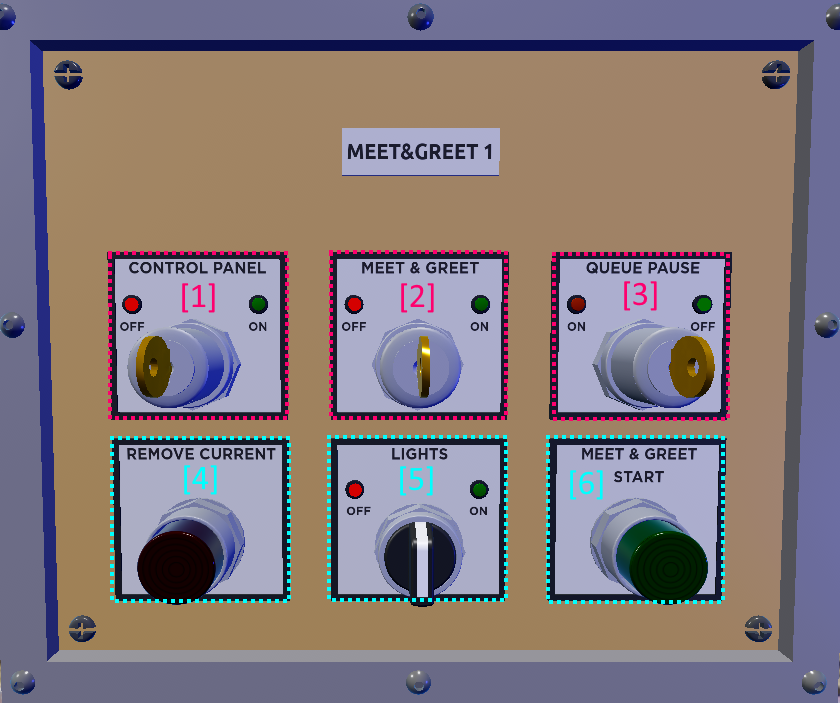 MEET&GREET 1
CONTROL PANEL
[1]
OFF ON
MEET & GREET
[2]
OFF ON
QUEUE PAUSE
[3]
ON OFF
REMOVE CURRENT
[4]
LIGHTS
[5]
OFF ON
MEET & GREET
[6] START